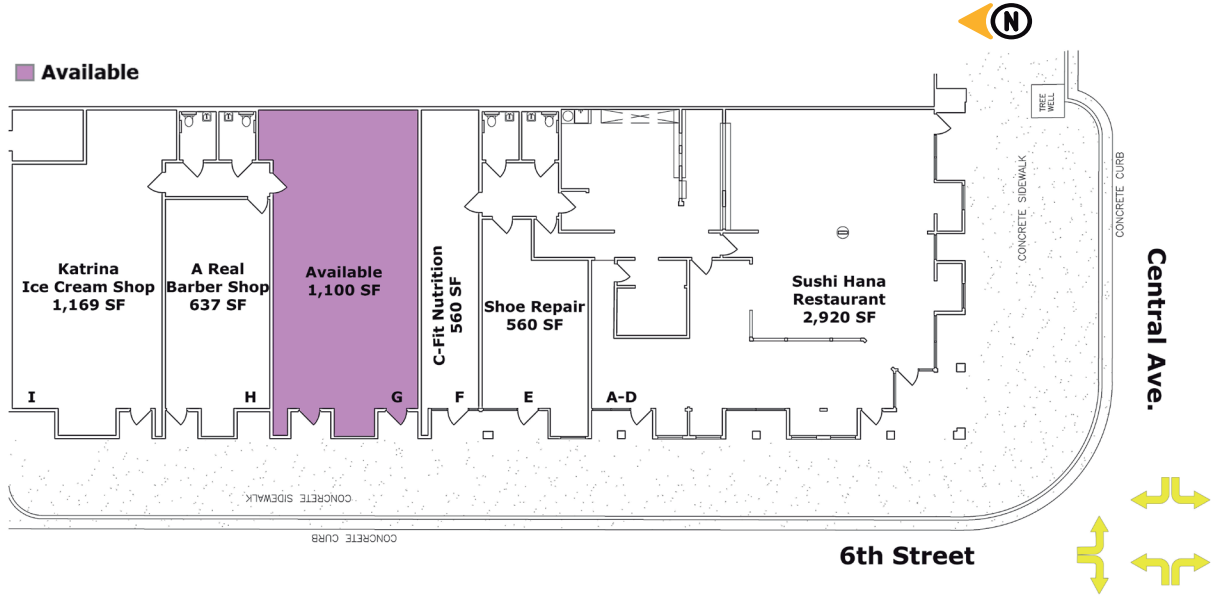 N
Available
TREE
WELL
CONCRETE SIDEWALK
CONCRETE CURB
Katrina
Ice Cream Shop
1,169 SF
A Real
Barber Shop
637 SF
Available
1,100 SF
C-Fit Nutrition
560 SF
Shoe Repair
560 SF
Sushi Hana
Restaurant
2,920 SF
Central Ave.
I
H
G
F
E
A-D
CONCRETE SIDEWALK
CONCRETE CURB
6th Street